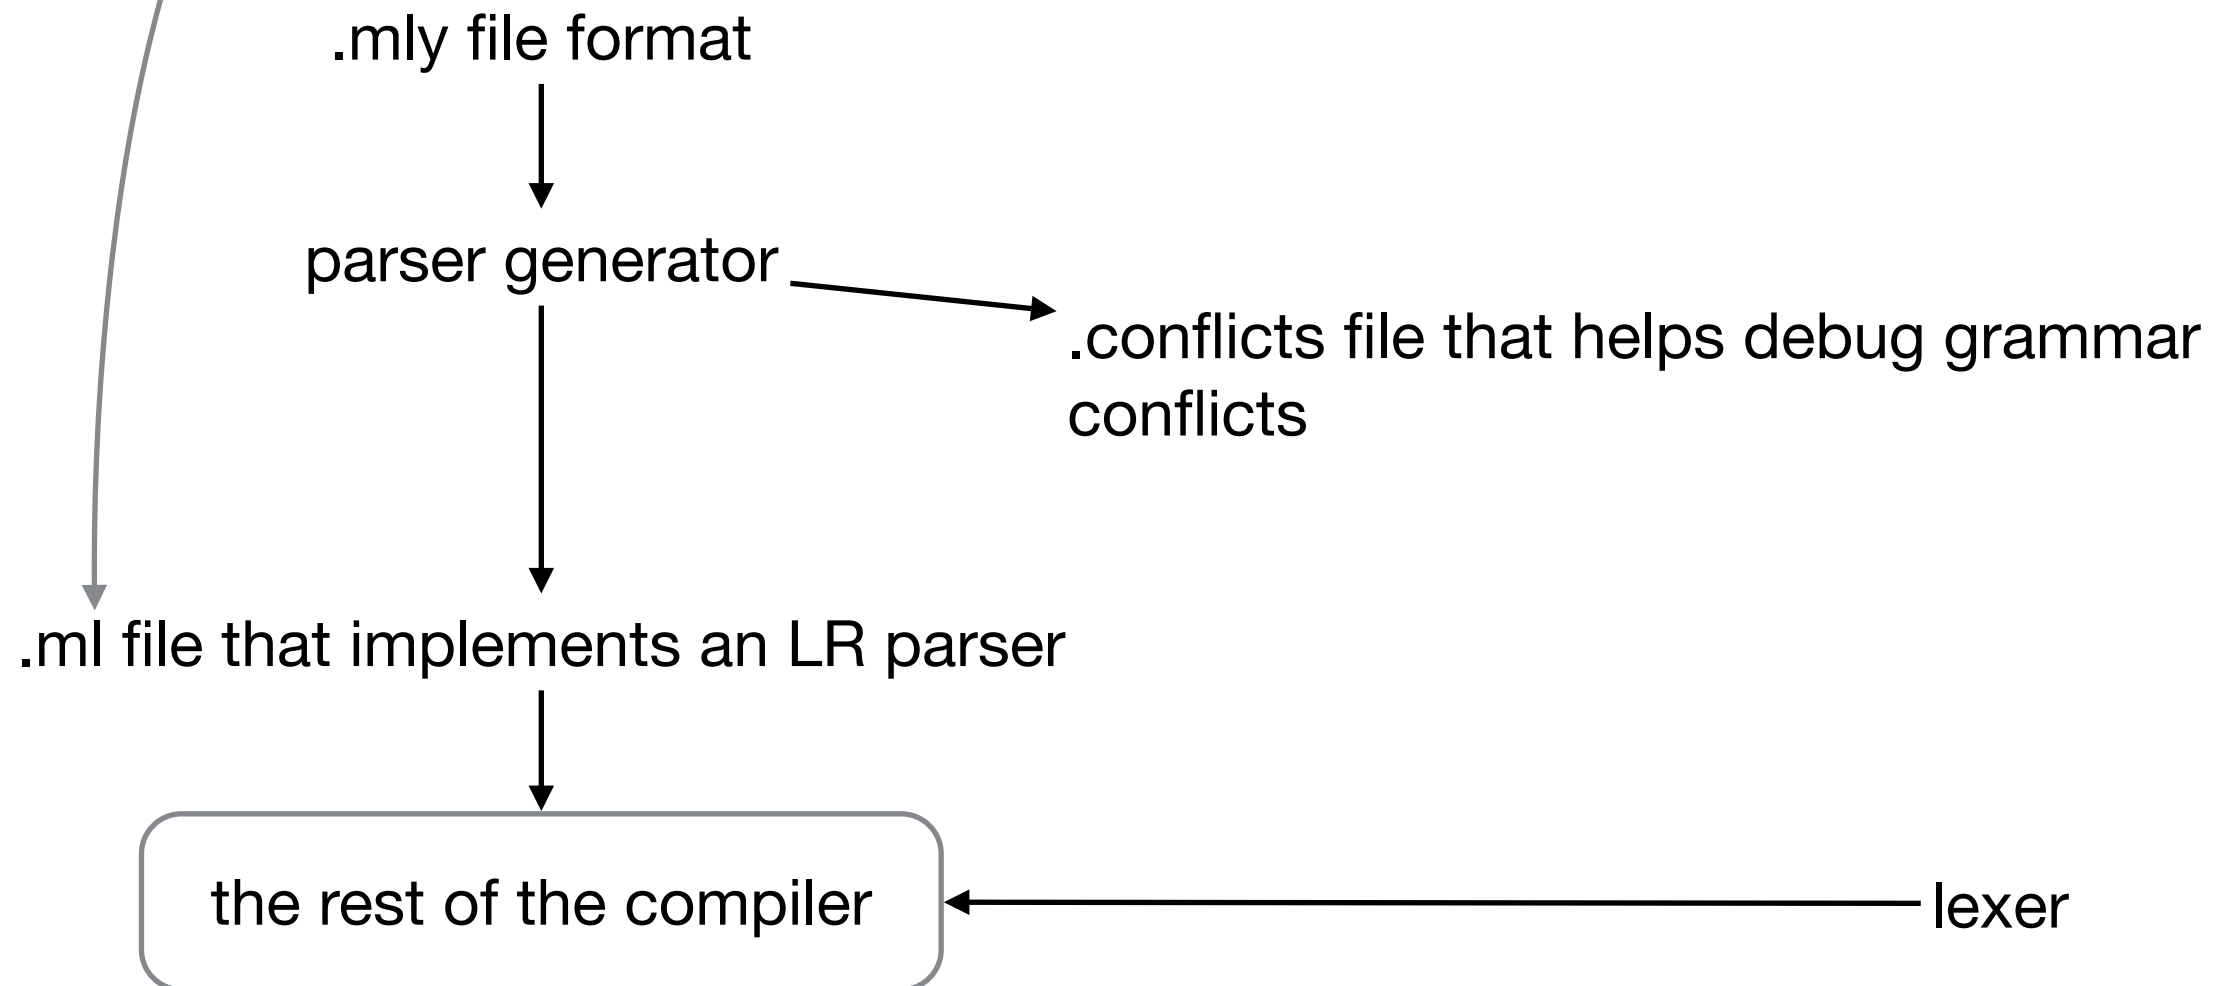 .mly file format
parser generator
.conflicts file that helps debug grammar
conflicts
.ml file that implements an LR parser
the rest of the compiler
lexer